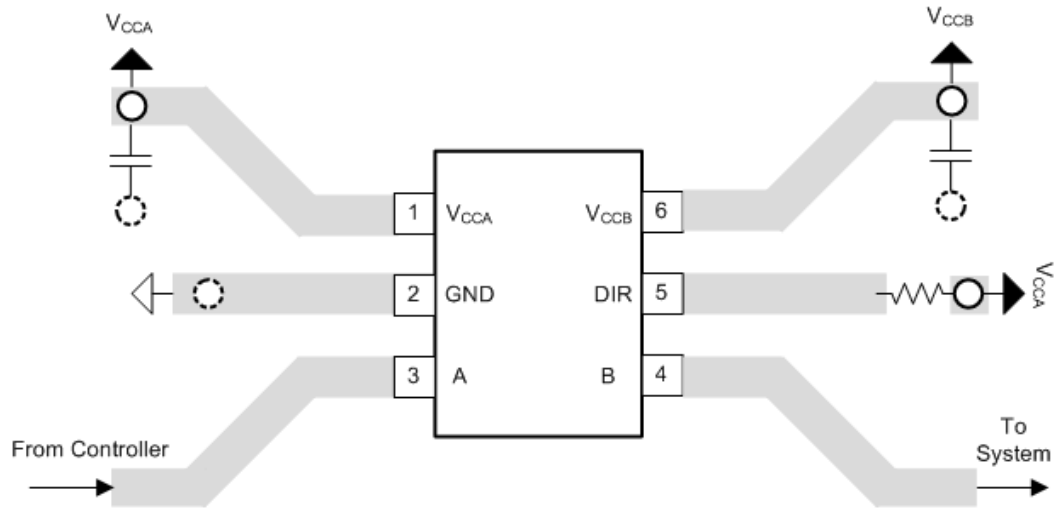 VCCA
VCCB
1 VCCA VCCB 6
2 GND DIR 5
VCCA
3 A B 4
From Controller
To
System